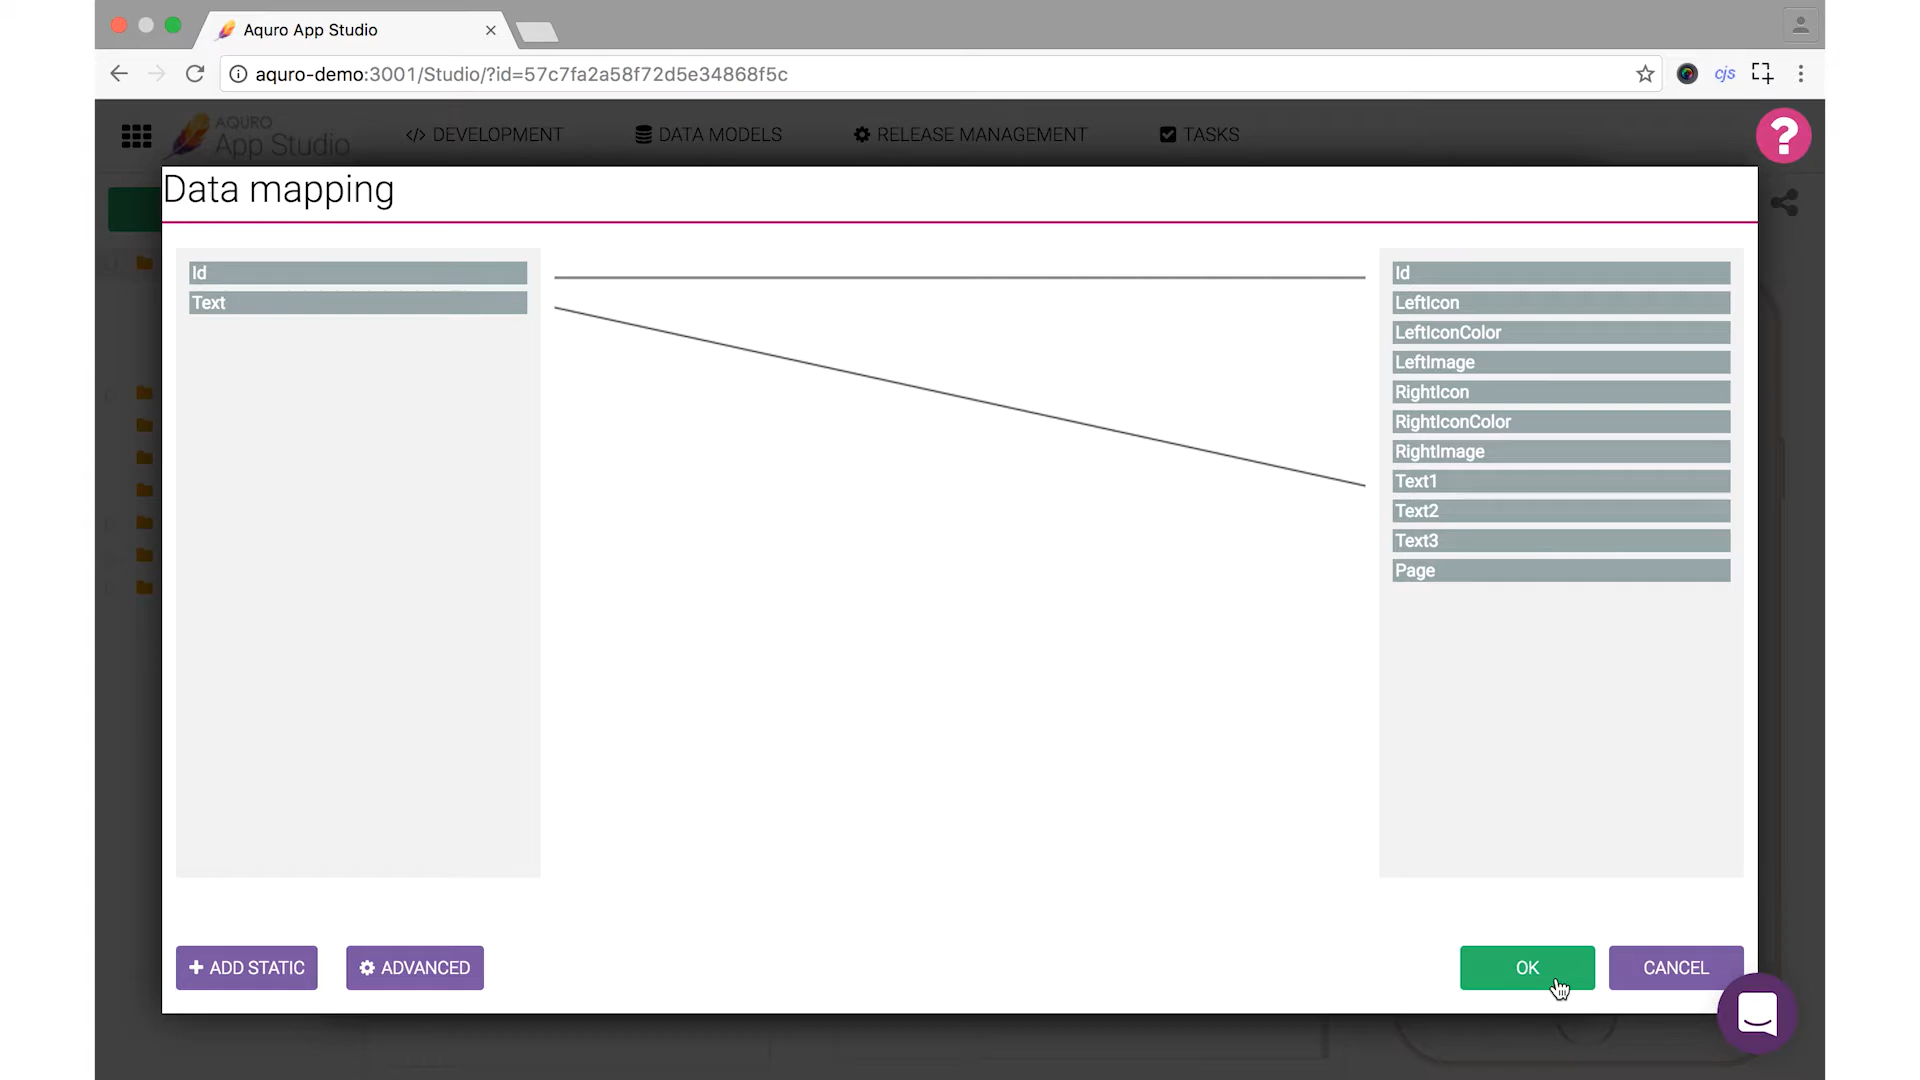 Aquro App Studio
aquro-demo:3001/Studio/?id=57c7fa2a58f72d5e34868f5c
cjs
AQURO
App Studio
</> DEVELOPMENT
DATA MODELS
RELEASE MANAGEMENT
TASKS
?
Data mapping
Id
Text
Id
LeftIcon
LeftIconColor
LeftImage
RightIcon
RightIconColor
RightImage
Text1
Text2
Text3
Page
+ ADD STATIC
ADVANCED
OK
CANCEL